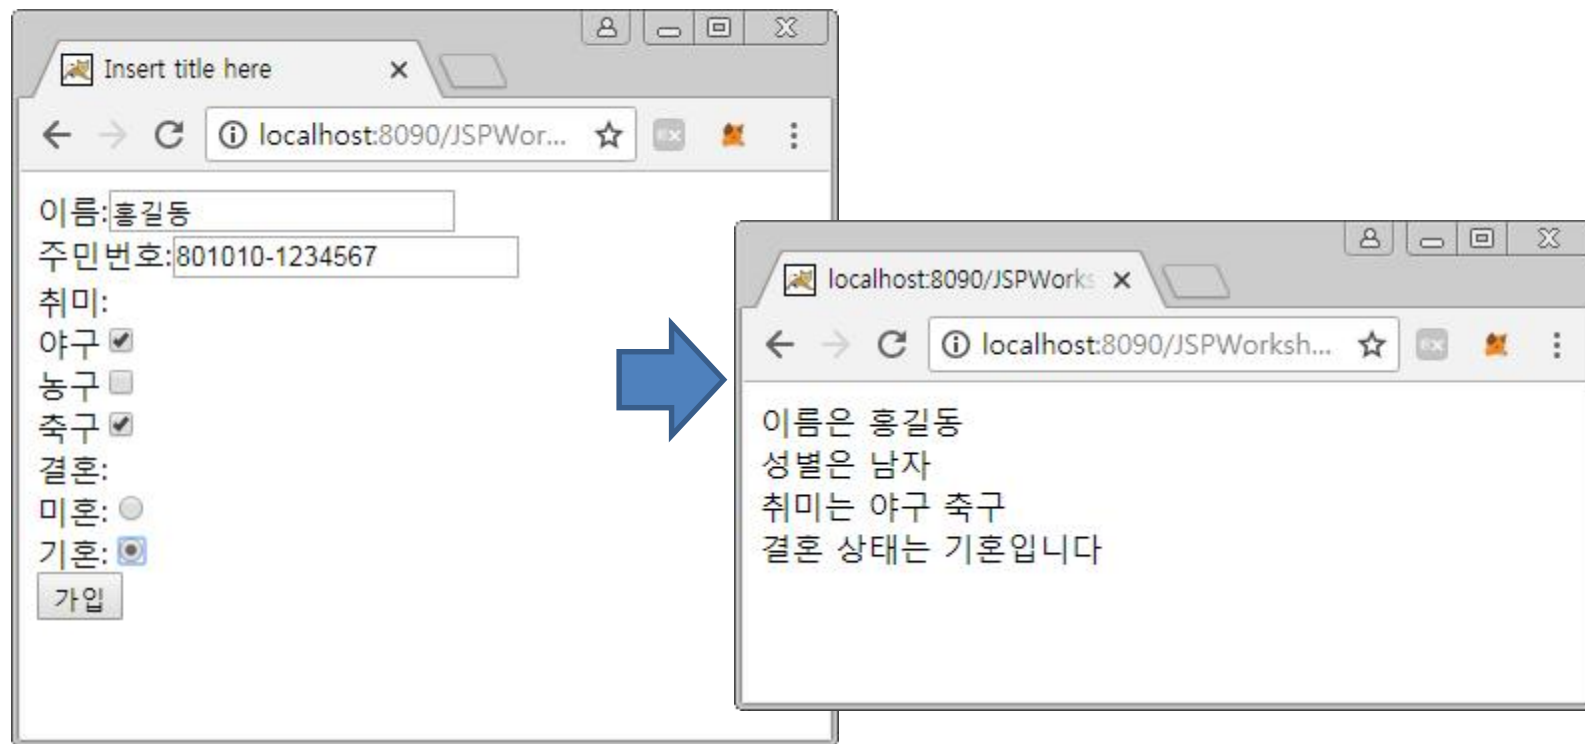 Insert title here
localhost:8090/JSPWor...
이름:홍길동
주민번호:801010-1234567
취미:
야구
농구
축구
결혼:
미혼:
기혼:
가입
localhost:8090/JSPWorks
localhost:8090/JSPWorksh...
이름은 홍길동
성별은 남자
취미는 야구 축구
결혼 상태는 기혼입니다